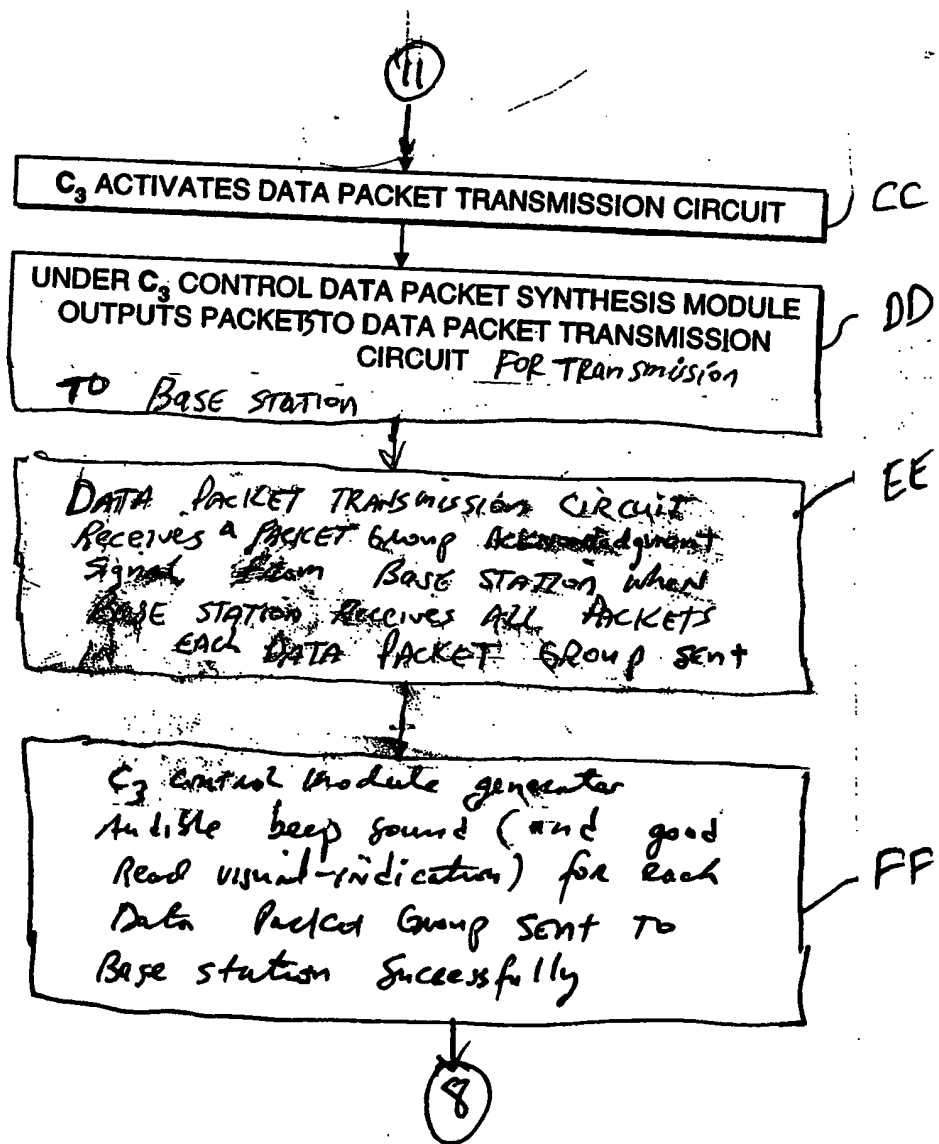 11
C₃ ACTIVATES DATA PACKET TRANSMISSION CIRCUIT
CC
UNDER C₃ CONTROL DATA PACKET SYNTHESIS MODULE
OUTPUTS PACKETS TO DATA PACKET TRANSMISSION
CIRCUIT FOR TRANSMISSION
TO BASE STATION
DD
DATA PACKET TRANSMISSION CIRCUIT
Receives a PACKET Group Acknowledgment
Signal from BASE STATION when
BASE STATION Receives ALL PACKETS
EACH DATA PACKET GROUP sent
EE
C₃ control module generates
Audible beep sound (and good
Read visual-indication) for each
Data Packet Group SENT TO
Base station Successfully
FF
8